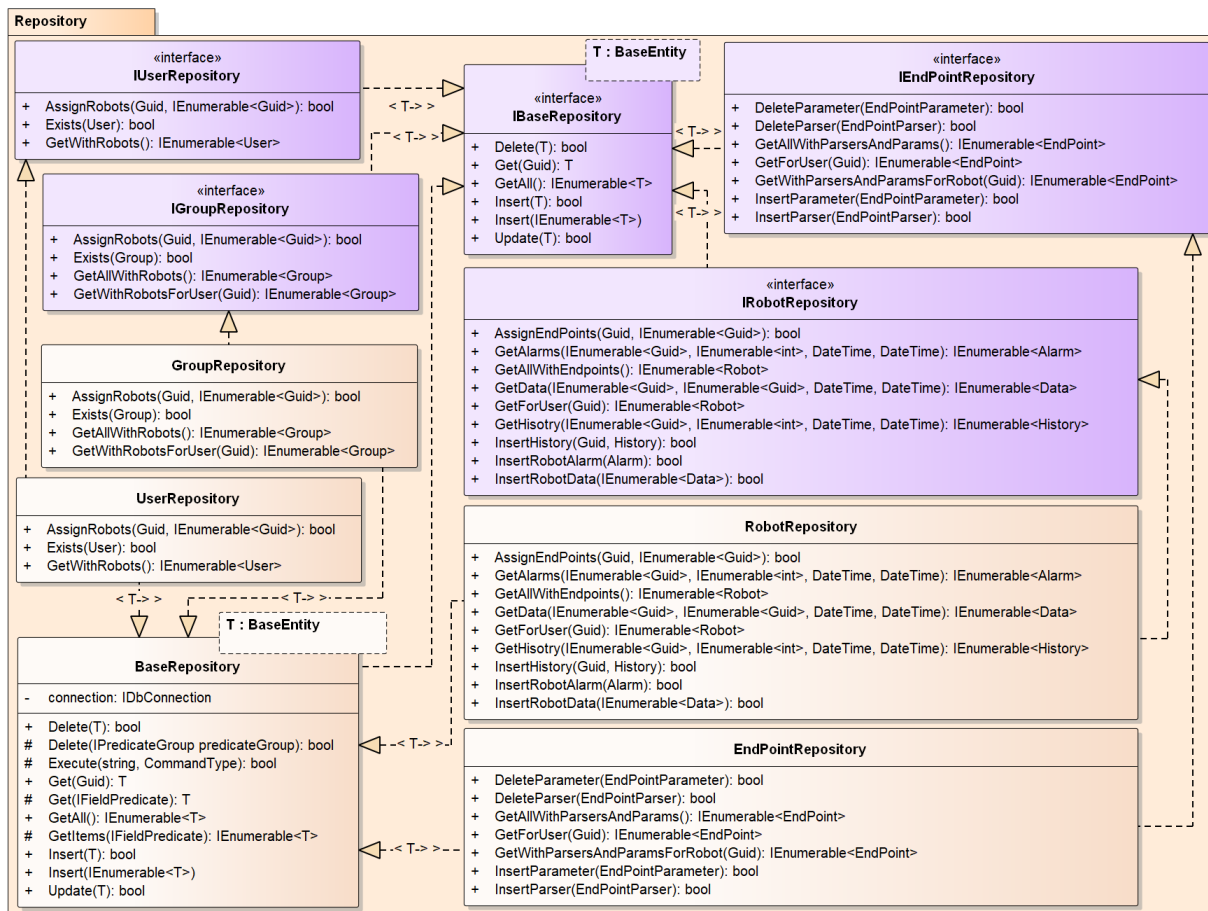 Repository
«interface»
IUserRepository
+ AssignRobots(Guid, IEnumerable<Guid>): bool
+ Exists(User): bool
+ GetWithRobots(): IEnumerable<User>
T : BaseEntity
«interface»
IBaseRepository
+ Delete(T): bool
+ Get(Guid): T
+ GetAll(): IEnumerable<T>
+ Insert(T): bool
+ Insert(IEnumerable<T>)
+ Update(T): bool
«interface»
IEndPointRepository
+ DeleteParameter(EndPointParameter): bool
+ DeleteParser(EndPointParser): bool
+ GetAllWithParsersAndParams(): IEnumerable<EndPoint>
+ GetForUser(Guid): IEnumerable<EndPoint>
+ GetWithParsersAndParamsForRobot(Guid): IEnumerable<EndPoint>
+ InsertParameter(EndPointParameter): bool
+ InsertParser(EndPointParser): bool
< T-> >
< T-> >
< T-> >
< T-> >
«interface»
IGroupRepository
+ AssignRobots(Guid, IEnumerable<Guid>): bool
+ Exists(Group): bool
+ GetAllWithRobots(): IEnumerable<Group>
+ GetWithRobotsForUser(Guid): IEnumerable<Group>
«interface»
IRobotRepository
+ AssignEndPoints(Guid, IEnumerable<Guid>): bool
+ GetAlarms(IEnumerable<Guid>, IEnumerable<int>, DateTime, DateTime): IEnumerable<Alarm>
+ GetAllWithEndpoints(): IEnumerable<Robot>
+ GetData(IEnumerable<Guid>, IEnumerable<Guid>, DateTime, DateTime): IEnumerable<Data>
+ GetForUser(Guid): IEnumerable<Robot>
+ GetHisotry(IEnumerable<Guid>, IEnumerable<int>, DateTime, DateTime): IEnumerable<History>
+ InsertHistory(Guid, History): bool
+ InsertRobotAlarm(Alarm): bool
+ InsertRobotData(IEnumerable<Data>): bool
GroupRepository
+ AssignRobots(Guid, IEnumerable<Guid>): bool
+ Exists(Group): bool
+ GetAllWithRobots(): IEnumerable<Group>
+ GetWithRobotsForUser(Guid): IEnumerable<Group>
UserRepository
+ AssignRobots(Guid, IEnumerable<Guid>): bool
+ Exists(User): bool
+ GetWithRobots(): IEnumerable<User>
RobotRepository
+ AssignEndPoints(Guid, IEnumerable<Guid>): bool
+ GetAlarms(IEnumerable<Guid>, IEnumerable<int>, DateTime, DateTime): IEnumerable<Alarm>
+ GetAllWithEndpoints(): IEnumerable<Robot>
+ GetData(IEnumerable<Guid>, IEnumerable<Guid>, DateTime, DateTime): IEnumerable<Data>
+ GetForUser(Guid): IEnumerable<Robot>
+ GetHisotry(IEnumerable<Guid>, IEnumerable<int>, DateTime, DateTime): IEnumerable<History>
+ InsertHistory(Guid, History): bool
+ InsertRobotAlarm(Alarm): bool
+ InsertRobotData(IEnumerable<Data>): bool
< T-> >
< T-> >
T : BaseEntity
BaseRepository
- connection: IDbConnection
+ Delete(T): bool
# Delete(IPredicateGroup predicateGroup): bool
# Execute(string, CommandType): bool
+ Get(Guid): T
# Get(IFieldPredicate): T
+ GetAll(): IEnumerable<T>
# GetItems(IFieldPredicate): IEnumerable<T>
+ Insert(T): bool
+ Insert(IEnumerable<T>)
+ Update(T): bool
< T-> >
< T-> >
EndPointRepository
+ DeleteParameter(EndPointParameter): bool
+ DeleteParser(EndPointParser): bool
+ GetAllWithParsersAndParams(): IEnumerable<EndPoint>
+ GetForUser(Guid): IEnumerable<EndPoint>
+ GetWithParsersAndParamsForRobot(Guid): IEnumerable<EndPoint>
+ InsertParameter(EndPointParameter): bool
+ InsertParser(EndPointParser): bool